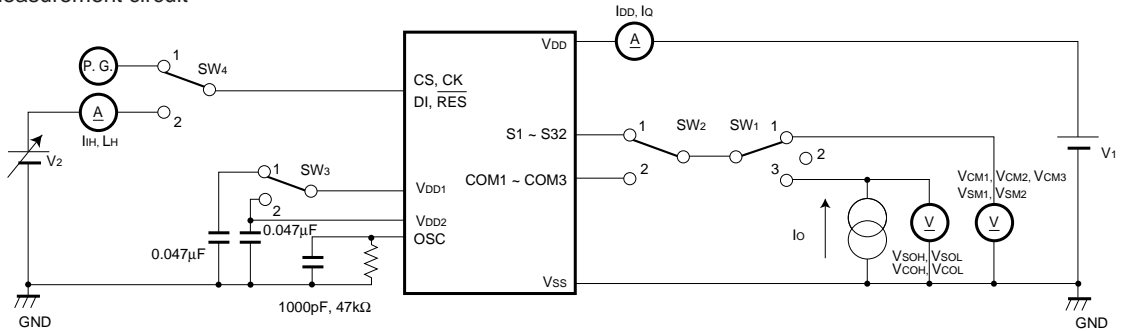 easurement circuit
IDD, IQ
A
VDD
P. G.
1
SW4
CS, CK
DI, RES
A
2
IIH, LH
V2
S1 ~ S32
1
SW2
SW1
1
2
V1
COM1 ~ COM3
2
3
VCM1, VCM2, VCM3
VSM1, VSM2
1
SW3
VDD1
2
VDD2
0.047μF
OSC
0.047μF
IO
V
V
VSOH, VSOL
VCOH, VCOL
VSS
1000pF, 47kΩ
GND
GND